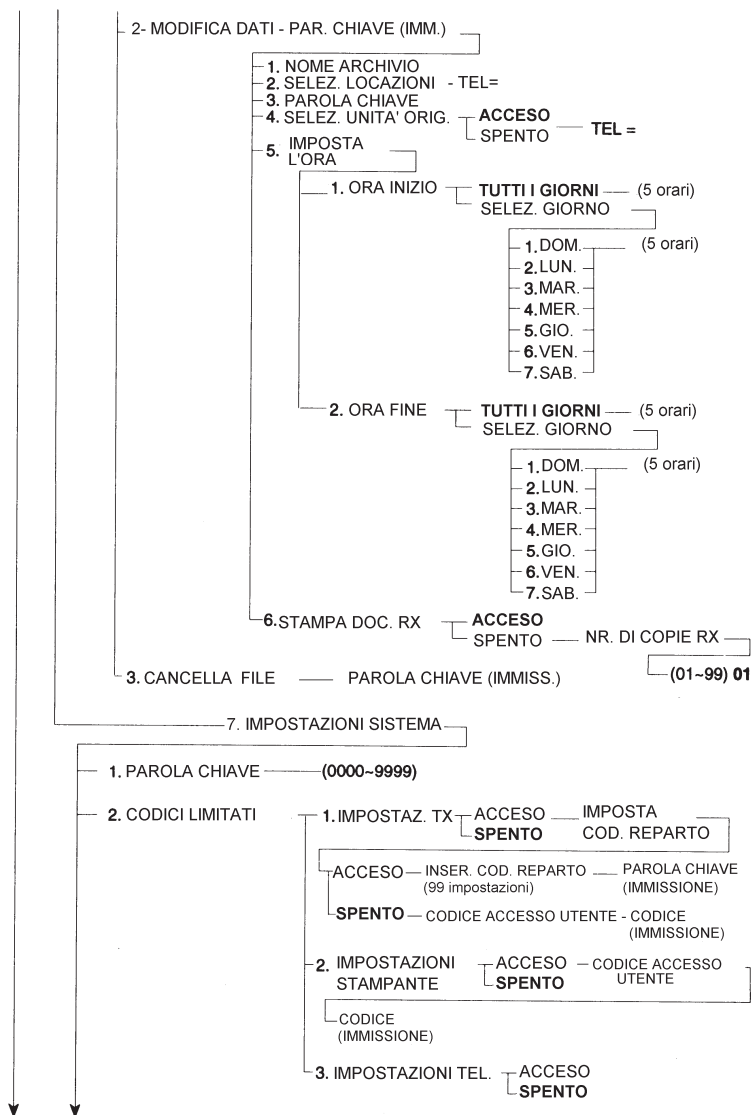 2- MODIFICA DATI - PAR. CHIAVE (IMM.)
1. NOME ARCHIVIO
2. SELEZ. LOCAZIONI - TEL=
3. PAROLA CHIAVE
4. SELEZ. UNITA' ORIG. ACCESO
SPENTO TEL =
5. IMPOSTA
L'ORA
1. ORA INIZIO TUTTI I GIORNI (5 orari)
SELEZ. GIORNO
1. DOM. (5 orari)
2. LUN.
3. MAR.
4. MER.
5. GIO.
6. VEN.
7. SAB.
2. ORA FINE TUTTI I GIORNI (5 orari)
SELEZ. GIORNO
1. DOM. (5 orari)
2. LUN.
3. MAR.
4. MER.
5. GIO.
6. VEN.
7. SAB.
6. STAMPA DOC. RX ACCESO
SPENTO NR. DI COPIE RX
(01~99) 01
3. CANCELLA FILE PAROLA CHIAVE (IMMISS.)
7. IMPOSTAZIONI SISTEMA
1. PAROLA CHIAVE (0000~9999)
2. CODICI LIMITATI 1. IMPOSTAZ. TX ACCESO IMPOSTA
SPENTO COD. REPARTO
ACCESO INSER. COD. REPARTO PAROLA CHIAVE
(99 impostazioni) (IMMISSIONE)
SPENTO CODICE ACCESSO UTENTE - CODICE
(IMMISSIONE)
2. IMPOSTAZIONI ACCESO CODICE ACCESSO
STAMPANTE SPENTO UTENTE
CODICE
(IMMISSIONE)
3. IMPOSTAZIONI TEL. ACCESO
SPENTO